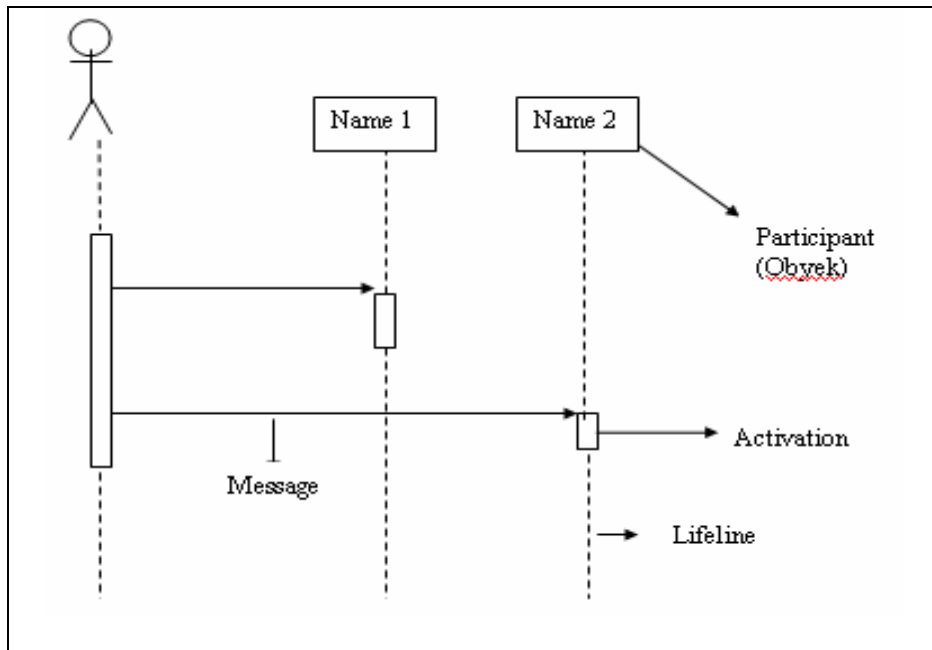 Name 1
Name 2
Participant
(Obyek)
Activation
Message
Lifeline